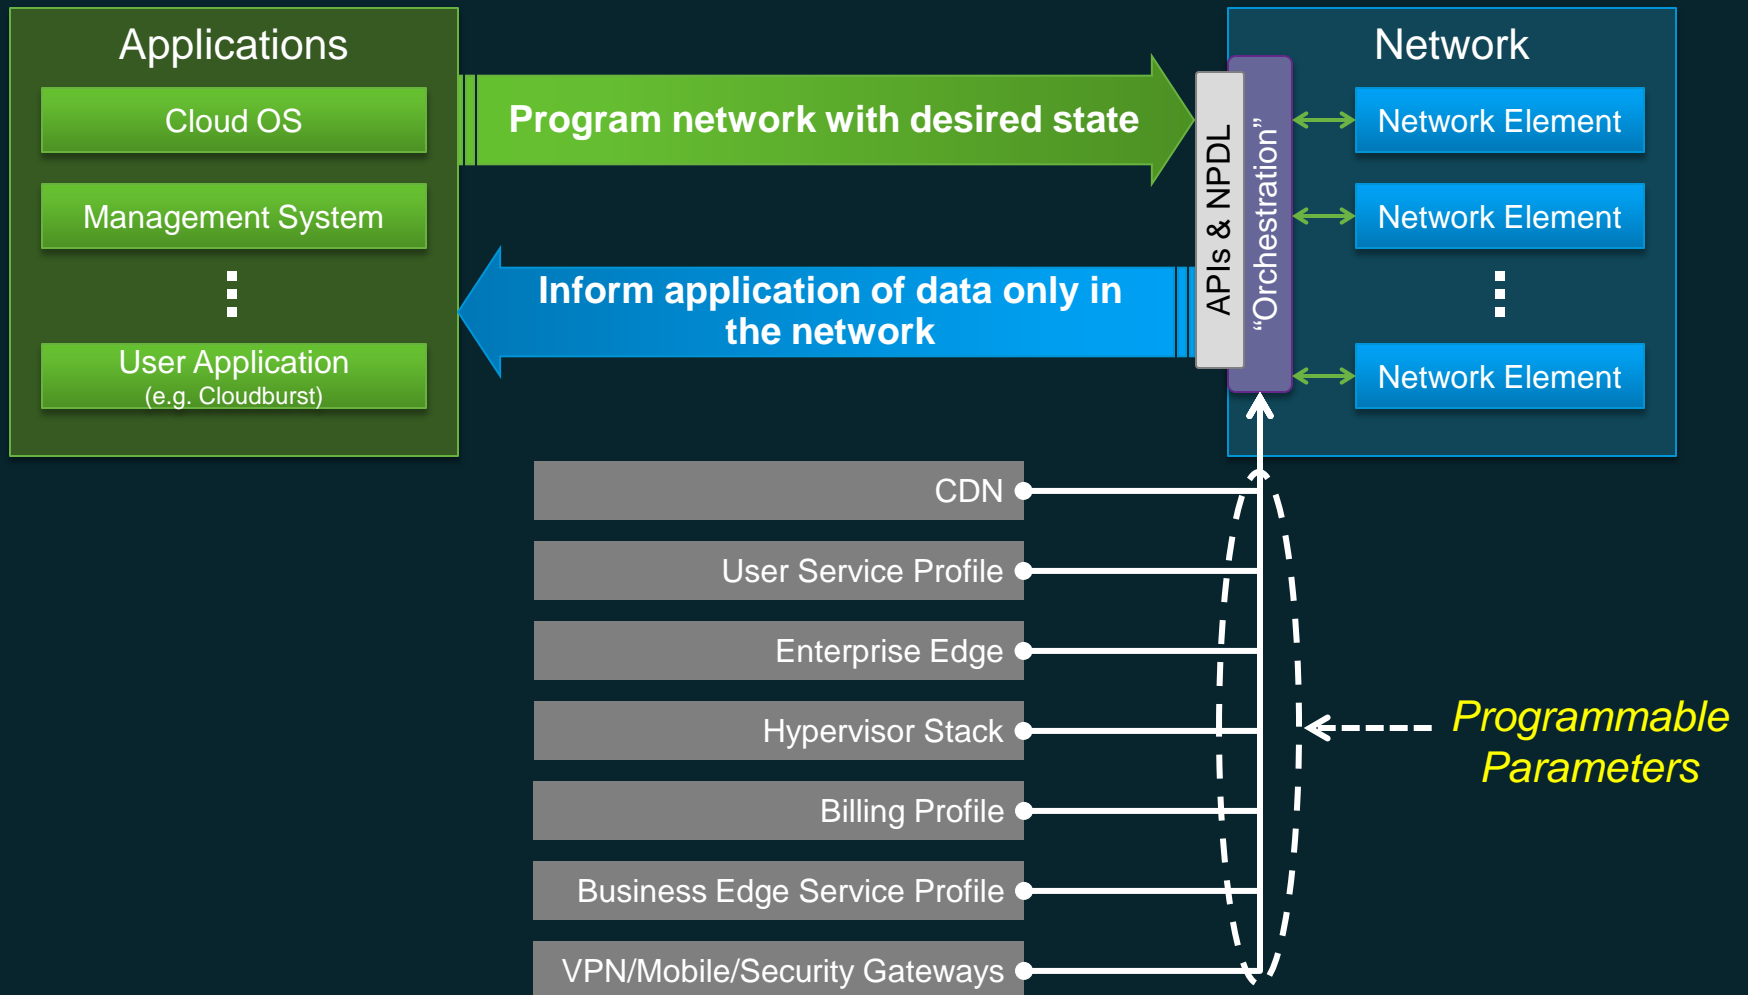 Applications
Cloud OS
Management System
User Application
(e.g. Cloudburst)
Program network with desired state
Inform application of data only in
the network
APIs & NPDL
“Orchestration”
Network
Network Element
Network Element
Network Element
CDN
User Service Profile
Enterprise Edge
Hypervisor Stack
Billing Profile
Business Edge Service Profile
VPN/Mobile/Security Gateways
Programmable
Parameters